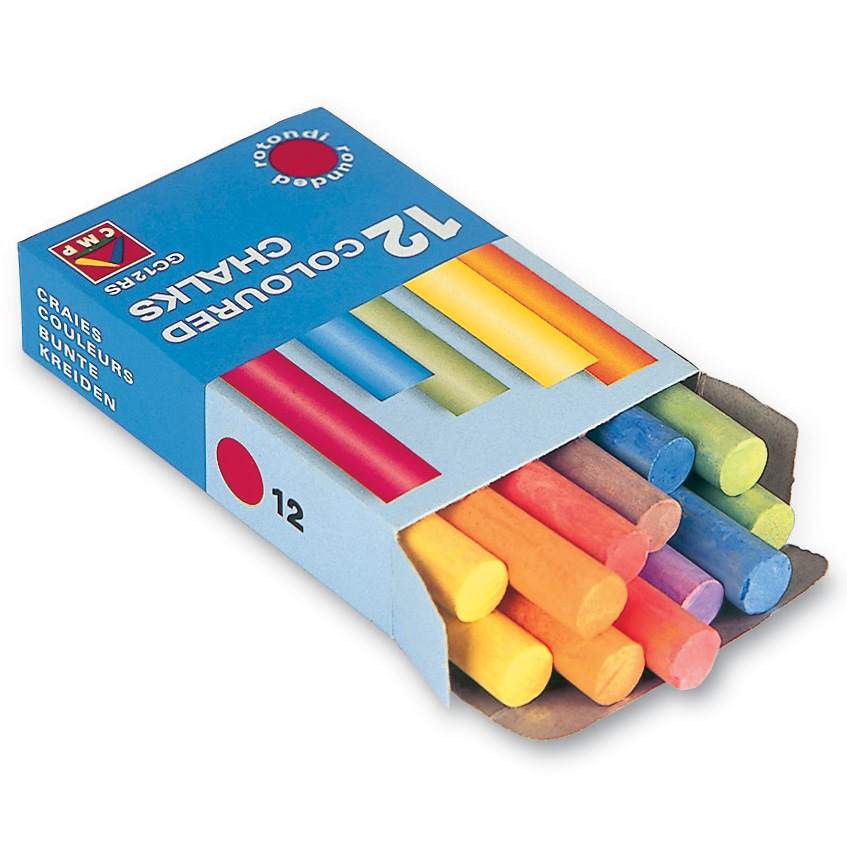 rotondi
rounded
12 COLOURED
CHALKS
GC12RS
CMP
CRAIES
COULEURS
BUNTE
KREIDEN
12